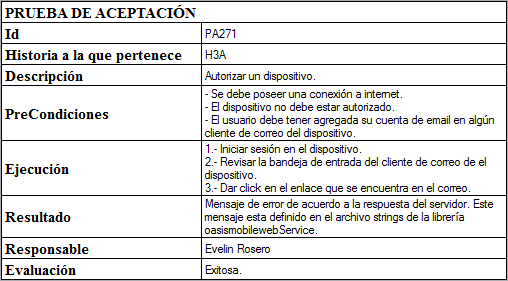 PRUEBA DE ACEPTACIÓN
Id PA271
Historia a la que pertenece H3A
Descripción Autorizar un dispositivo.
PreCondiciones
- Se debe poseer una conexión a internet.
- El dispositivo no debe estar autorizado.
- El usuario debe tener agregada su cuenta de email en algún
cliente de correo del dispositivo.
Ejecución
1.- Iniciar sesión en el dispositivo.
2.- Revisar la bandeja de entrada del cliente de correo de el
dispositivo.
3.- Dar click en el enlace que se encuentra en el correo.
Resultado
Mensaje de error de acuerdo a la respuesta del servidor. Este
mensaje esta definido en el archivo strings de la librería
oasismobilewebService.
Responsable Evelin Rosero
Evaluación Exitosa.